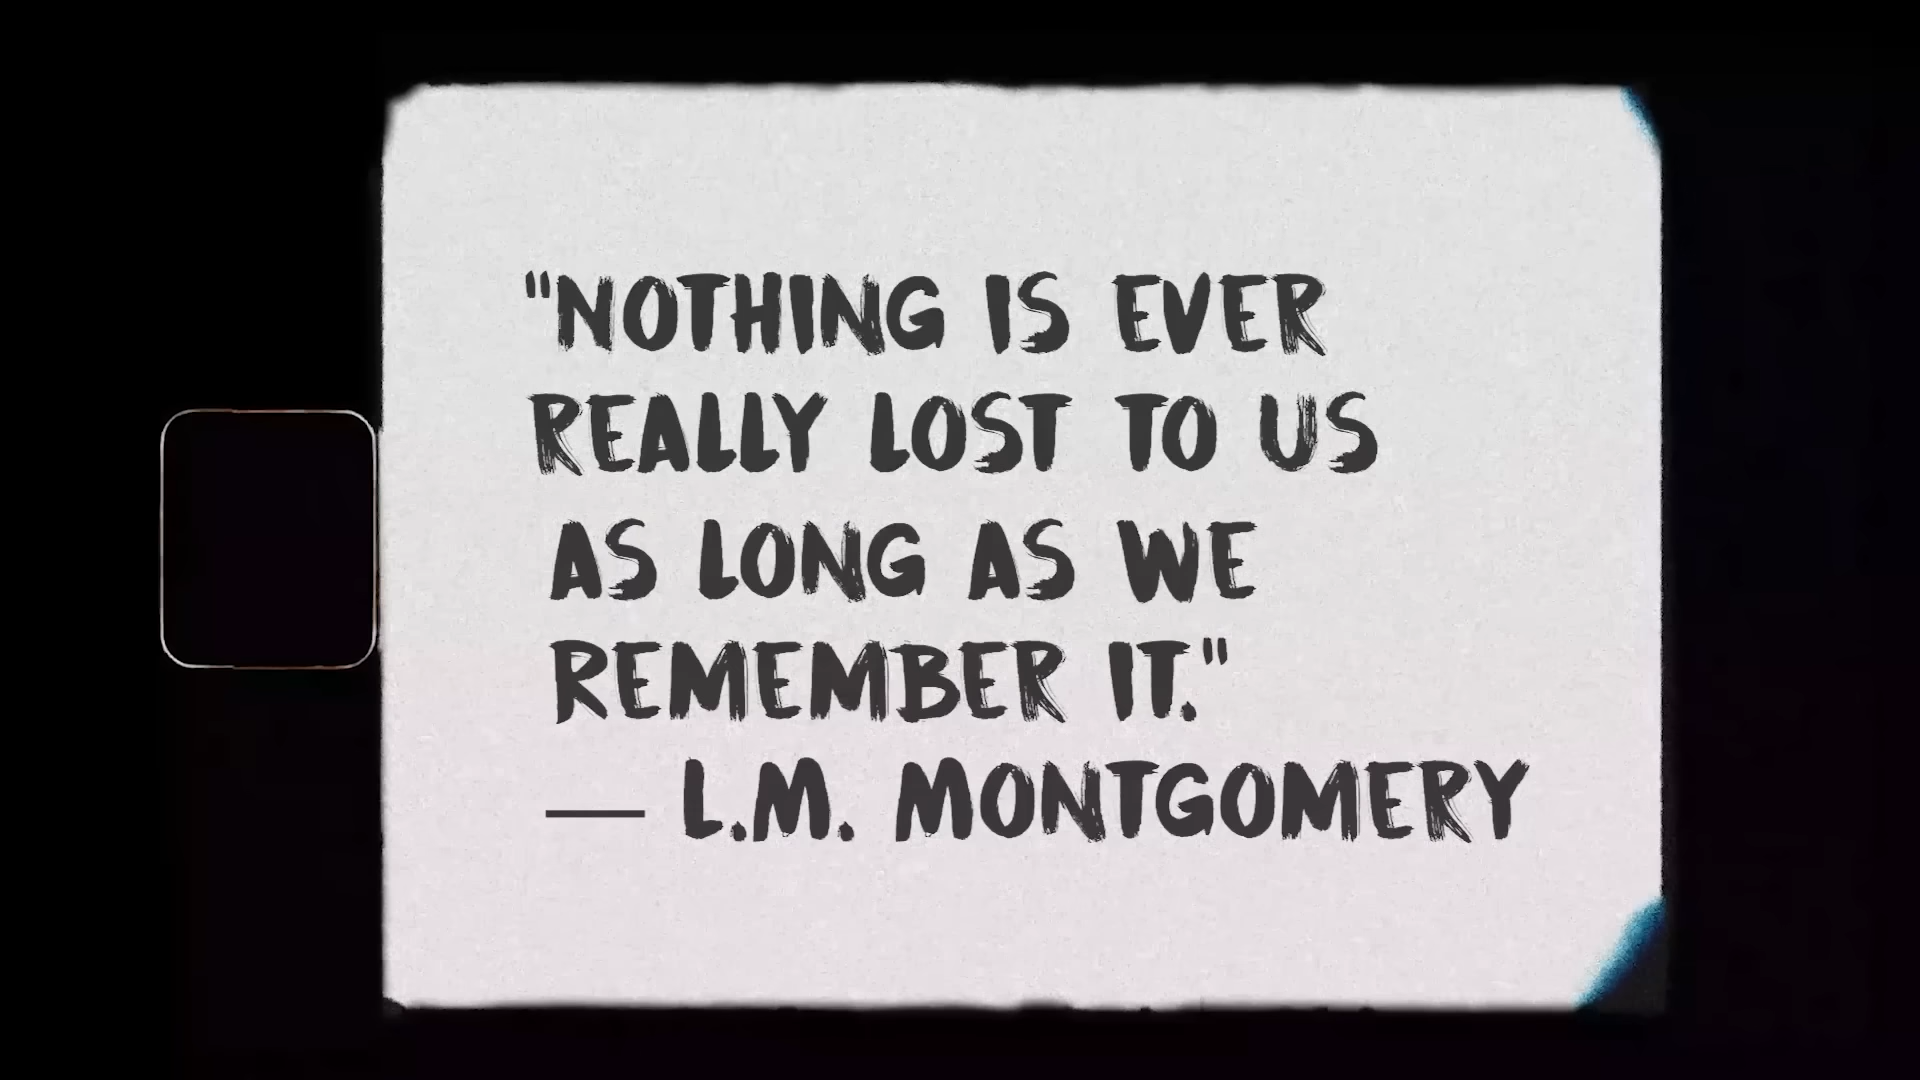 "NOTHING IS EVER
REALLY LOST TO US
AS LONG AS WE
REMEMBER IT."
— L.M. MONTGOMERY